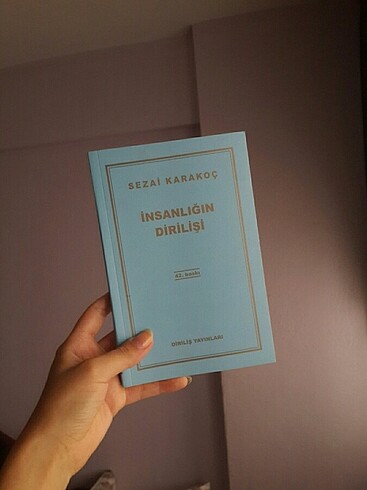 SEZAİ KARAKOÇ
İNSANLIĞIN
DİRİLİŞİ
42. baskı
DİRİLİŞ YAYINLARI